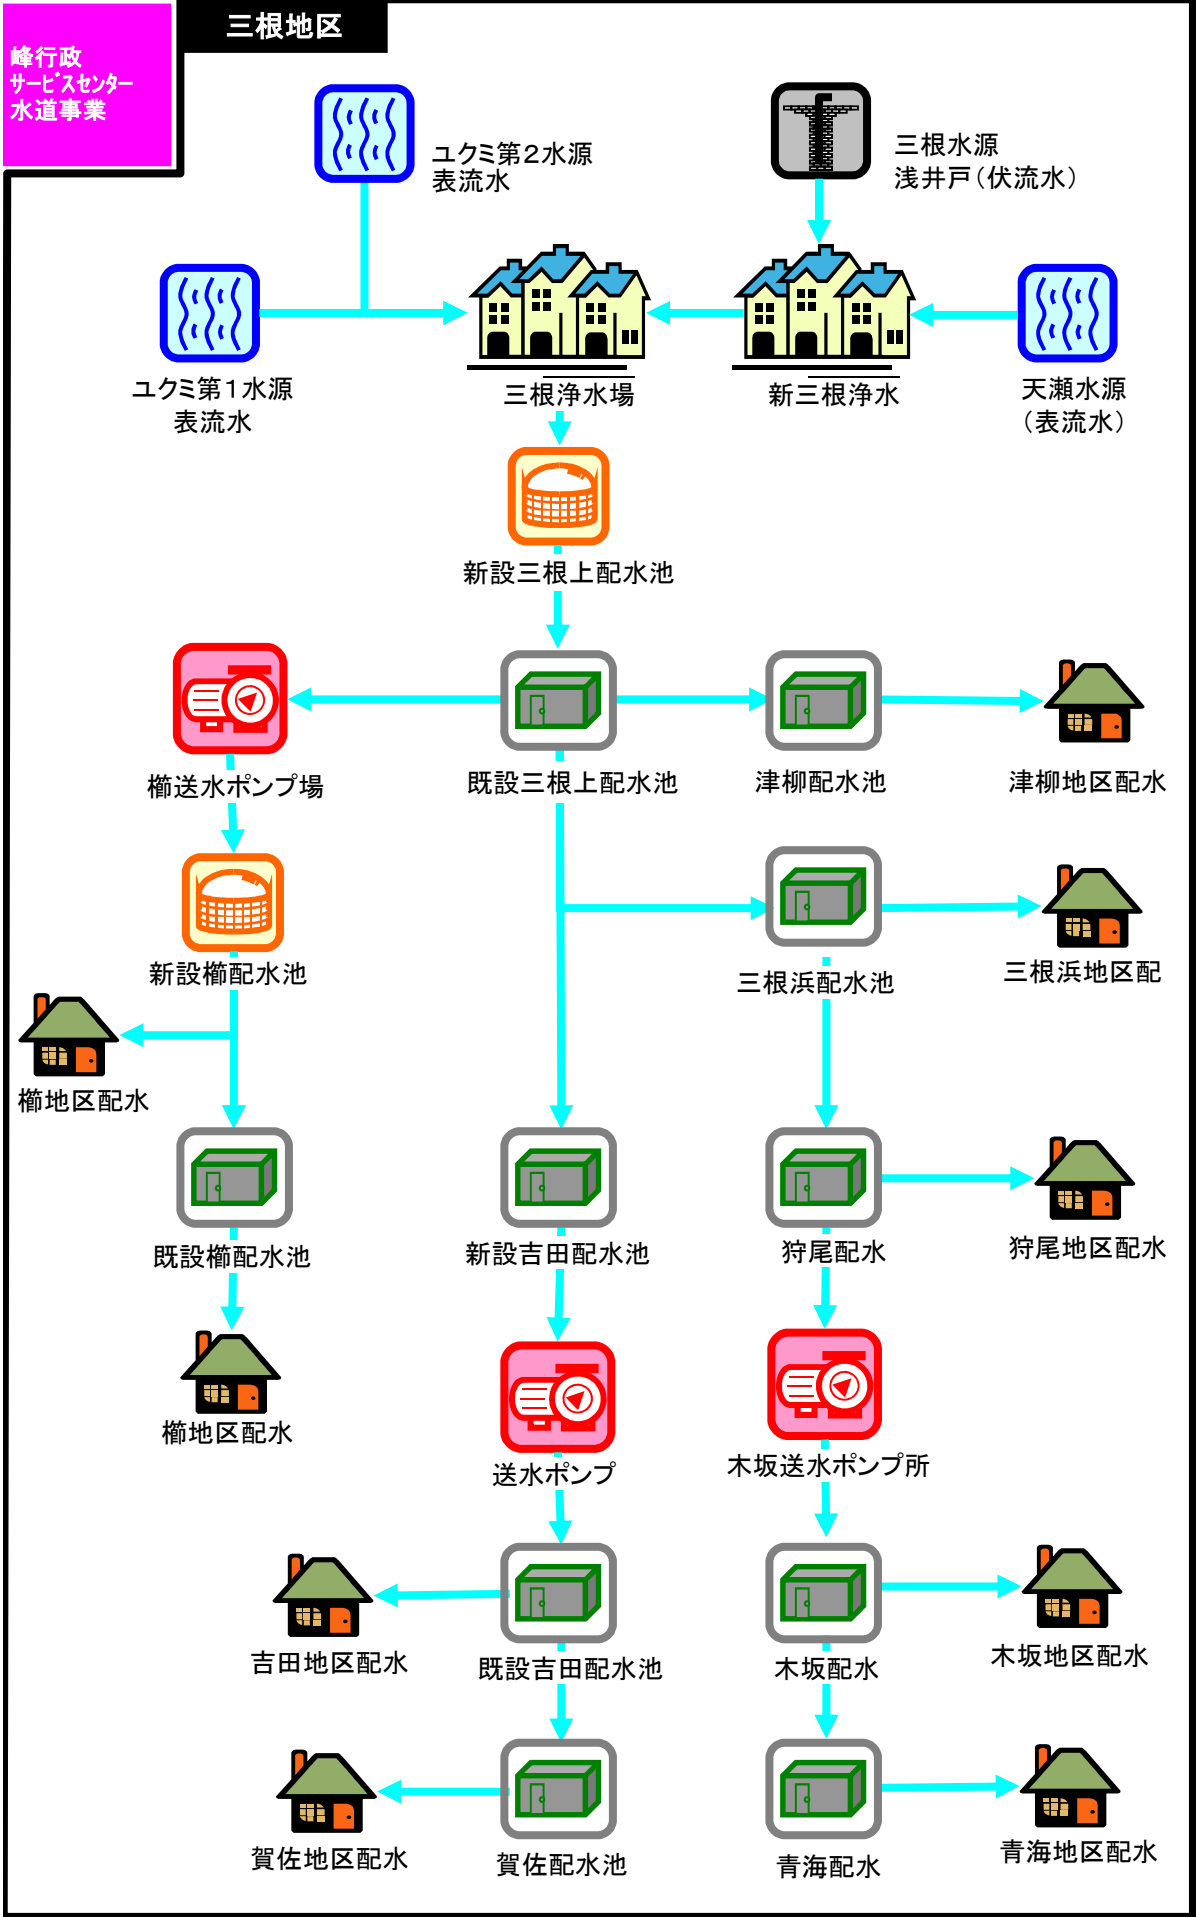 三根地区
峰行政
サービスセンター
水道事業
ユクミ第2水源
表流水
三根水源
浅井戸(伏流水)
ユクミ第1水源
表流水
三根浄水場
新三根浄水
天瀬水源
(表流水)
新設三根上配水池
櫛送水ポンプ場
既設三根上配水池
津柳配水池
津柳地区配水
新設櫛配水池
三根浜配水池
三根浜地区配
櫛地区配水
既設櫛配水池
新設吉田配水池
狩尾配水
狩尾地区配水
櫛地区配水
送水ポンプ
木坂送水ポンプ所
吉田地区配水
既設吉田配水池
木坂配水
木坂地区配水
賀佐地区配水
賀佐配水池
青海配水
青海地区配水